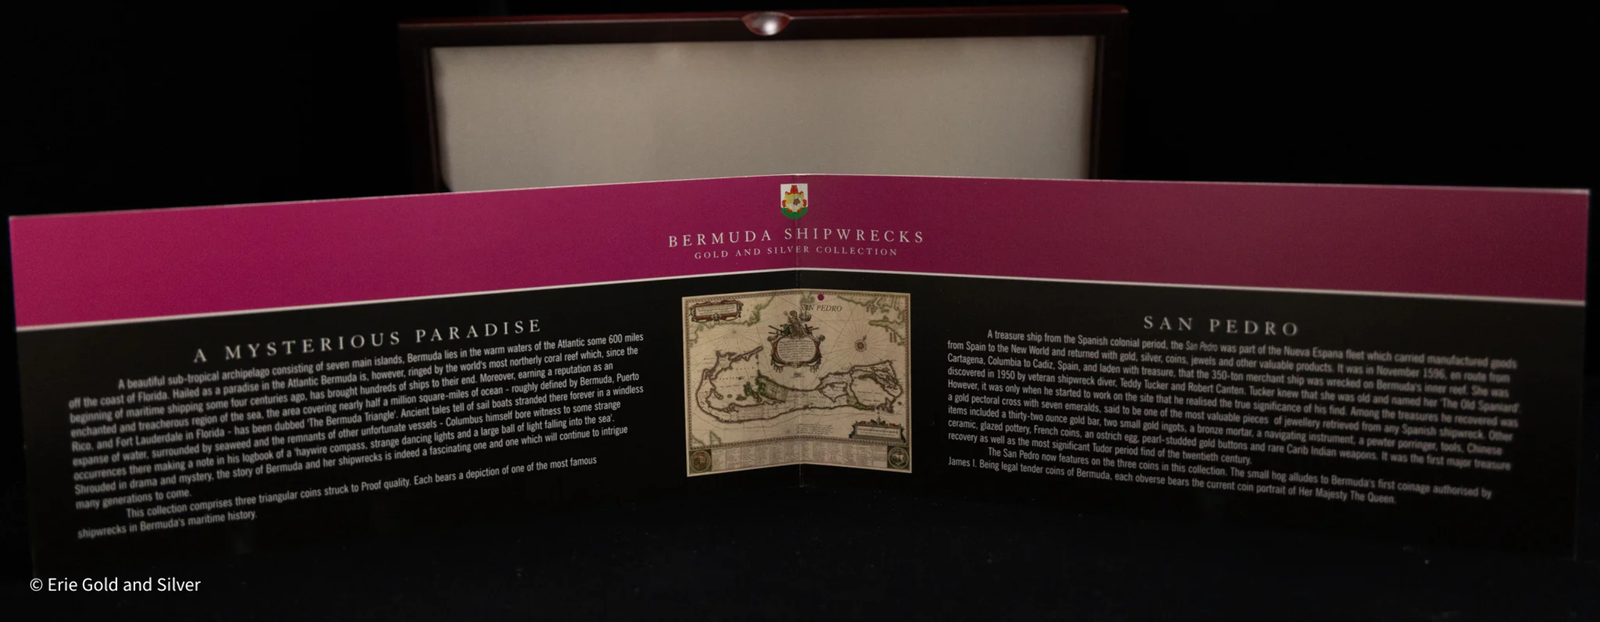 BERMUDA SHIPWRECKS
GOLD AND SILVER COLLECTION
A MYSTERIOUS PARADISE
A beautiful sub-tropical archipelago consisting of seven main islands, Bermuda lies in the warm waters of the Atlantic some 600 miles
off the coast of Florida. Hailed as a paradise in the Atlantic Bermuda is, however, ringed by the world's most northerly coral reef which, since the
beginning of maritime shipping some four centuries ago, has brought hundreds of ships to their end. Moreover, earning a reputation as an
enchanted and treacherous region of the sea, the area covering nearly half a million square-miles of ocean - roughly defined by Bermuda, Puerto
Rico, and Fort Lauderdale in Florida - has been dubbed 'The Bermuda Triangle'. Ancient tales tell of sail boats stranded there forever in a windless
expanse of water, surrounded by seaweed and the remnants of other unfortunate vessels - Columbus himself bore witness to some strange
occurrences there making a note in his logbook of a 'haywire compass, strange dancing lights and a large ball of light falling into the sea'.
Shrouded in drama and mystery, the story of Bermuda and her shipwrecks is indeed a fascinating one and one which will continue to intrigue
many generations to come.
This collection comprises three triangular coins struck to Proof quality. Each bears a depiction of one of the most famous
shipwrecks in Bermuda's maritime history.
SAN PEDRO
SAN PEDRO
A treasure ship from the Spanish colonial period, the San Pedro was part of the Nueva Espana fleet which carried manufactured goods
from Spain to the New World and returned with gold, silver, coins, jewels and other valuable products. It was in November 1596, en route from
Cartagena, Columbia to Cadiz, Spain, and laden with treasure, that the 350-ton merchant ship was wrecked on Bermuda's inner reef. She was
discovered in 1950 by veteran shipwreck diver, Teddy Tucker and Robert Canten. Tucker knew that she was old and named her 'The Old Spaniard'.
However, it was only when he started to work on the site that he realised the true significance of his find. Among the treasures he recovered was
a gold pectoral cross with seven emeralds, said to be one of the most valuable pieces of jewellery retrieved from any Spanish shipwreck. Other
items included a thirty-two ounce gold bar, two small gold ingots, a bronze mortar, a navigating instrument, a pewter porringer, tools, Chinese
ceramic, glazed pottery, French coins, an ostrich egg, pearl-studded gold buttons and rare Carib Indian weapons. It was the first major treasure
recovery as well as the most significant Tudor period find of the twentieth century.
The San Pedro now features on the three coins in this collection. The small hog alludes to Bermuda's first coinage authorised by
James I. Being legal tender coins of Bermuda, each obverse bears the current coin portrait of Her Majesty The Queen.
© Erie Gold and Silver